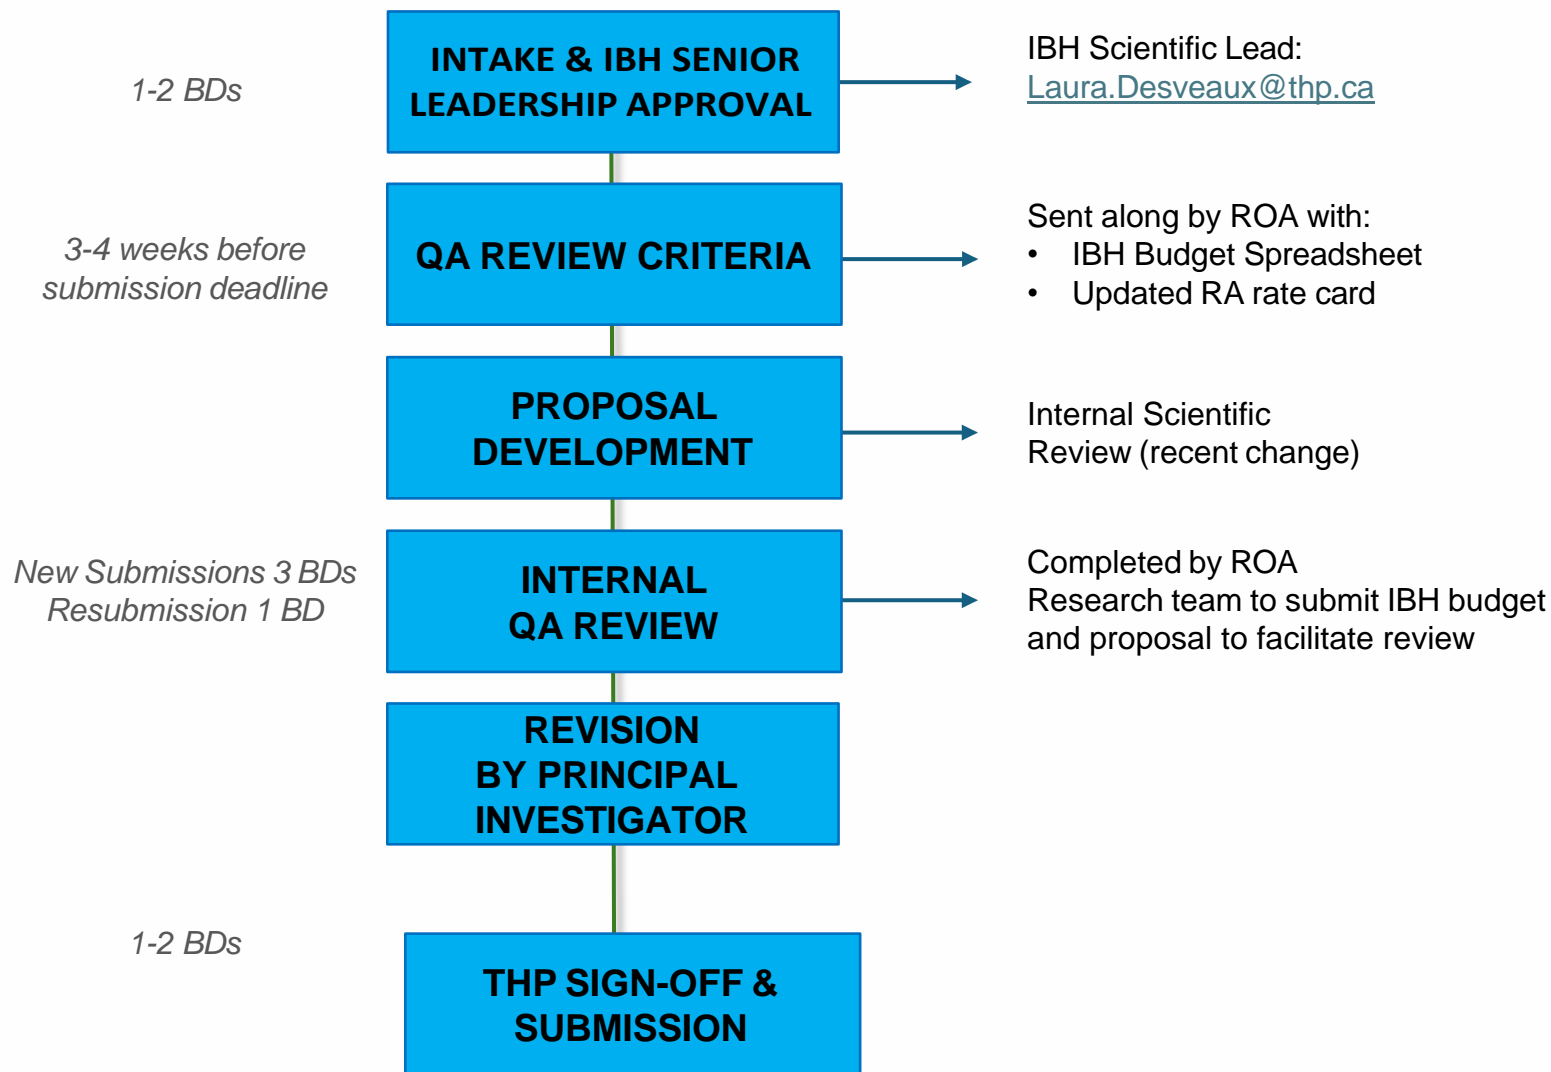 1-2 BDs
INTAKE & IBH SENIOR
LEADERSHIP APPROVAL
IBH Scientific Lead:
Laura.Desveaux@thp.ca
3-4 weeks before
submission deadline
QA REVIEW CRITERIA
Sent along by ROA with:
• IBH Budget Spreadsheet
• Updated RA rate card
PROPOSAL
DEVELOPMENT
Internal Scientific
Review (recent change)
New Submissions 3 BDs
Resubmission 1 BD
INTERNAL
QA REVIEW
Completed by ROA
Research team to submit IBH budget
and proposal to facilitate review
REVISION
BY PRINCIPAL
INVESTIGATOR
1-2 BDs
THP SIGN-OFF &
SUBMISSION